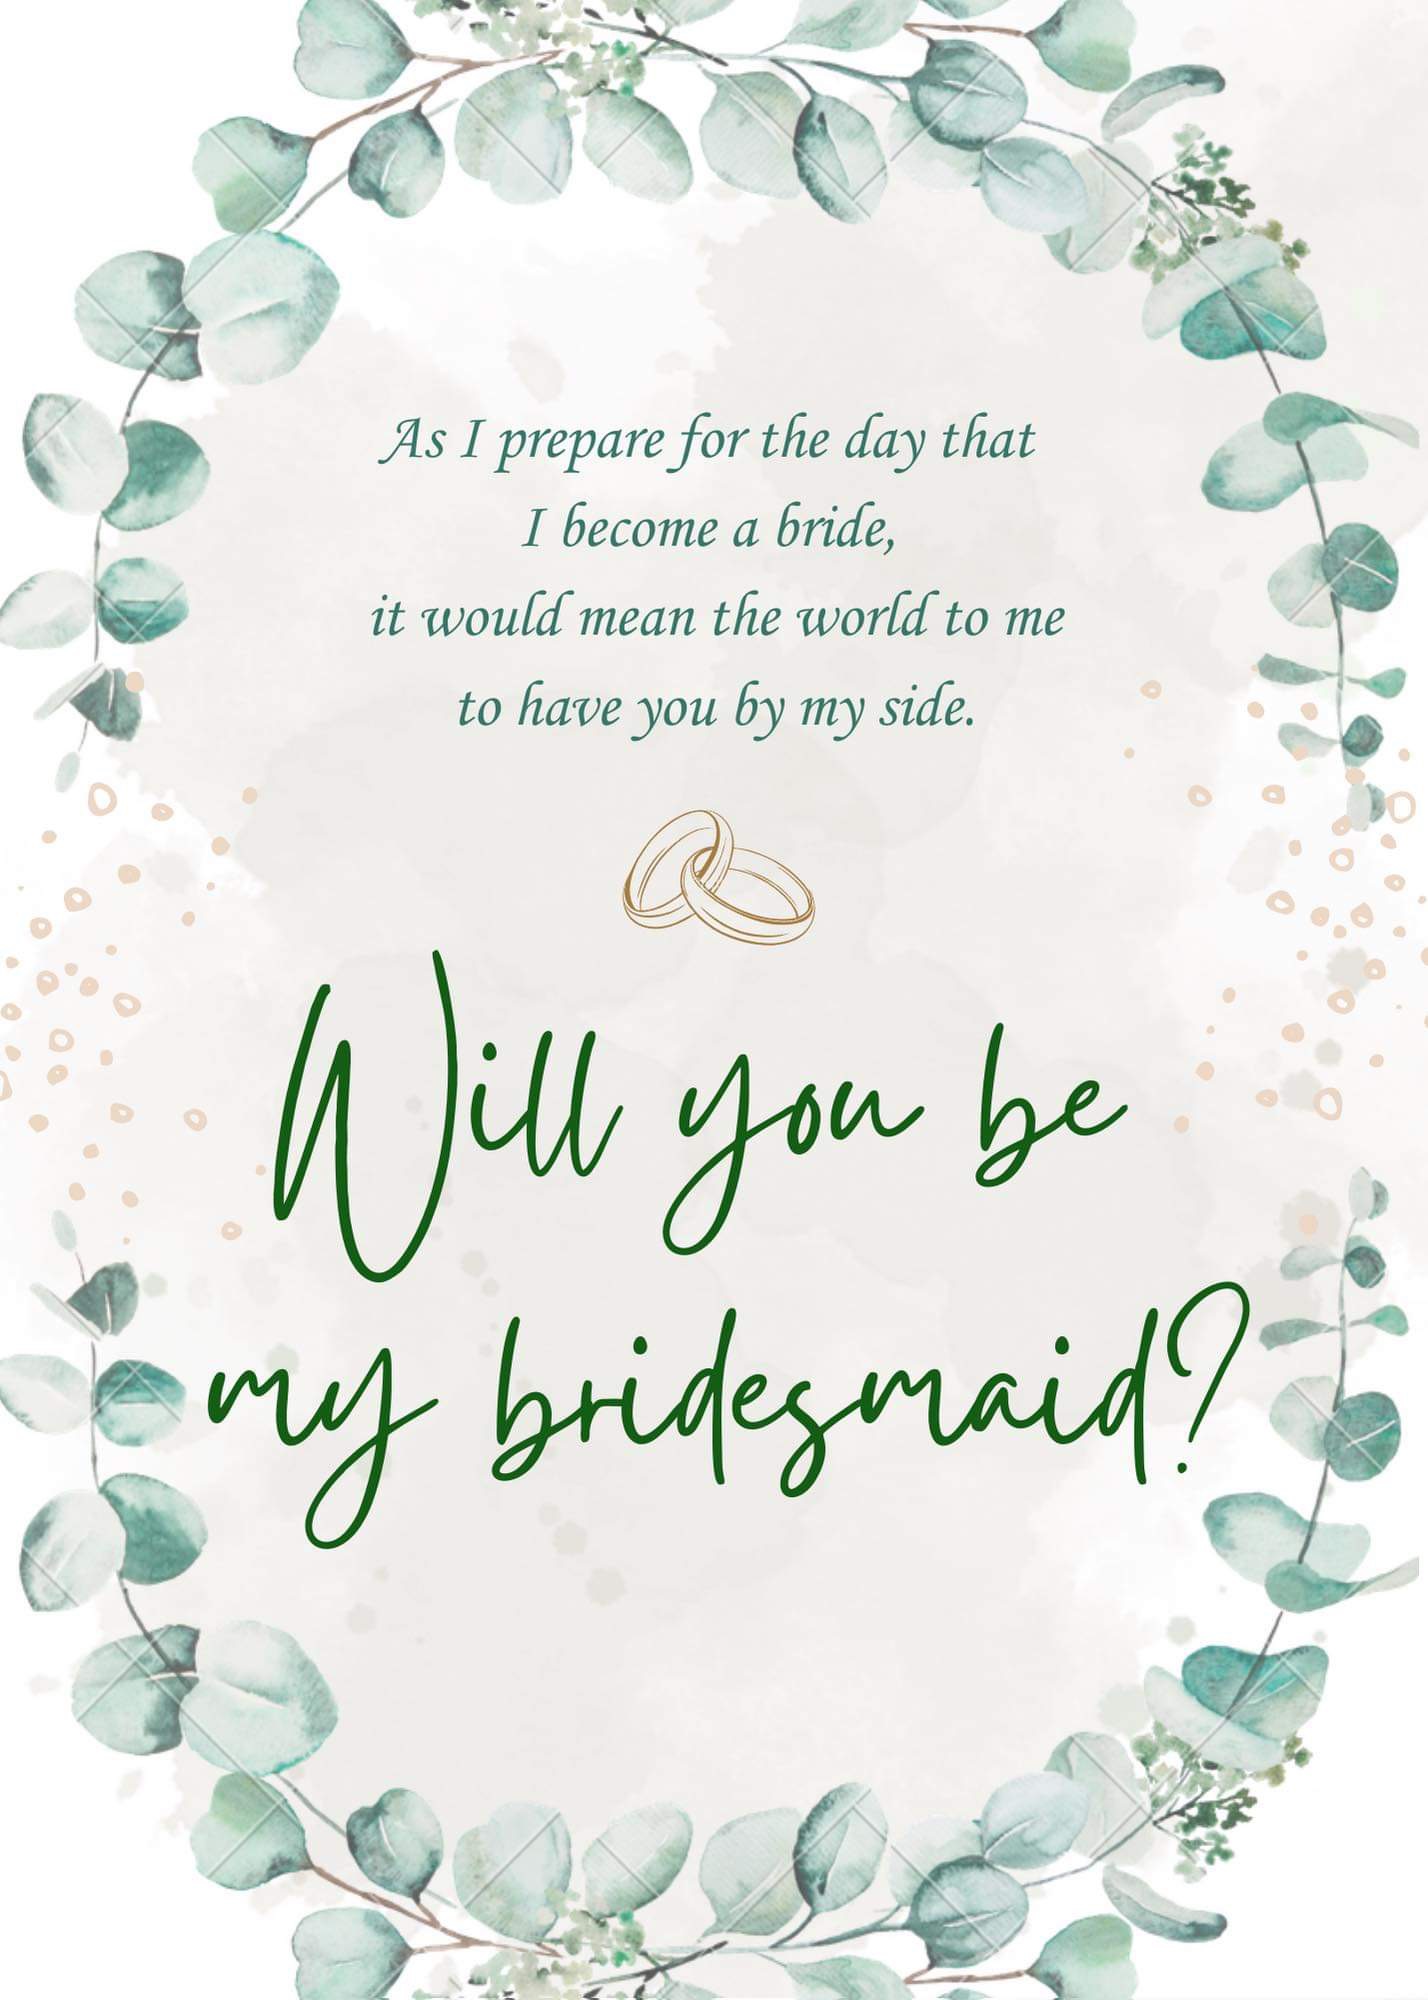 As I prepare for the day that
I become a bride,
it would mean the world to me
to have you by my side.
Will you be
my bridesmaid?